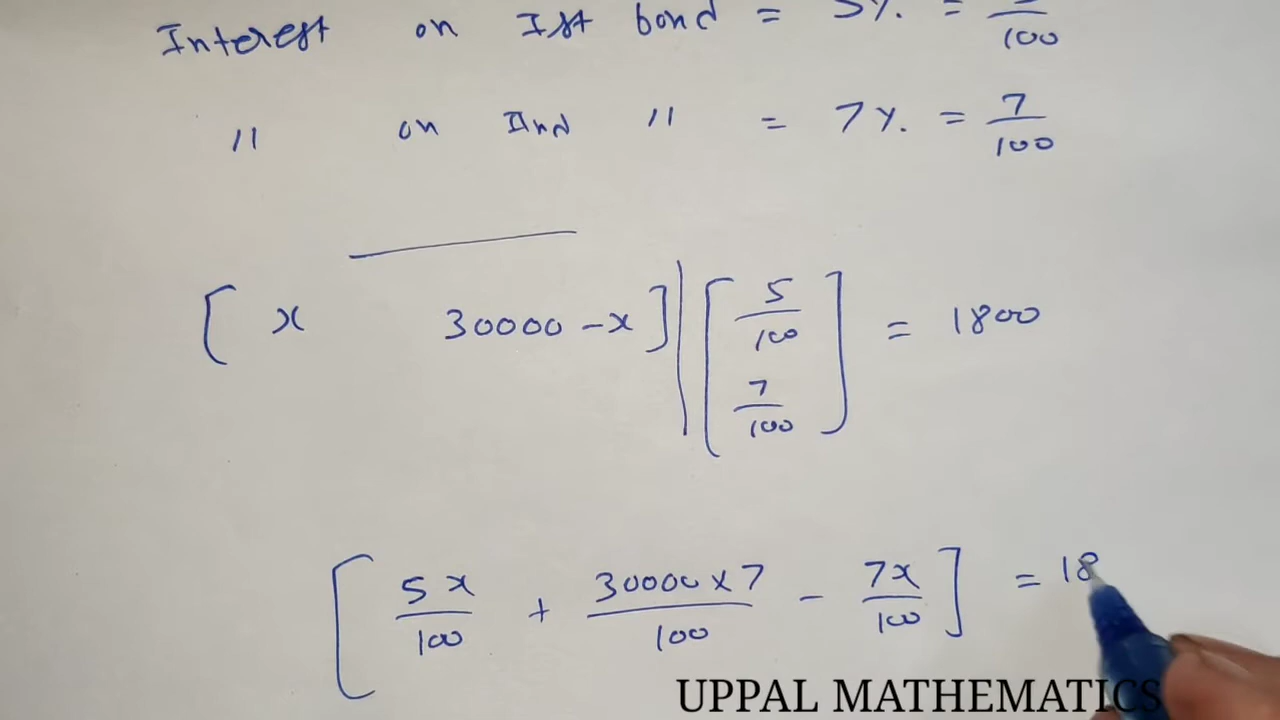 Interest on Ist bond = 5%. = 5/100
" on IInd " = 7%. = 7/100
[ x 30000 - x ] [ 5/100 7/100 ] = 1800
[ 5x/100 + 30000 x 7/100 - 7x/100 ] = 18
UPPAL MATHEMATICS